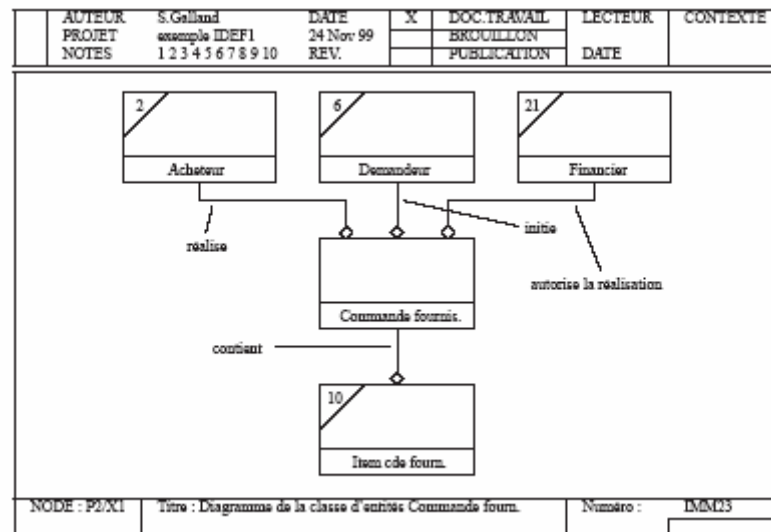 AUTEUR S.Galland DATE X DOC.TRAVAIL LECTEUR CONTEXTE
PROJET exemple IDEF1 24 Nov 99 BROUILLON
NOTES 1 2 3 4 5 6 7 8 9 10 REV. PUBLICATION DATE
2 6 21
Acheteur Demandeur Financier
initie
réalise
autorise la réalisation
Commande fournis.
contient
10
Item cde fourn.
NODE : P2/X1 Titre : Diagramme de la classe d'entités Commande fourn. Numéro : IMM23